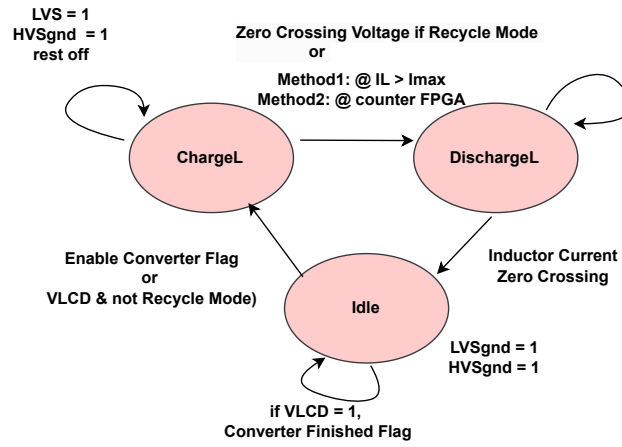 LVS = 1
HVSgnd = 1
rest off
Zero Crossing Voltage if Recycle Mode
or
Method1: @ IL > Imax
Method2: @ counter FPGA
ChargeL
DischargeL
Enable Converter Flag
or
VLCD & not Recycle Mode)
Inductor Current
Zero Crossing
Idle
LVSgnd = 1
HVSgnd = 1
if VLCD = 1,
Converter Finished Flag